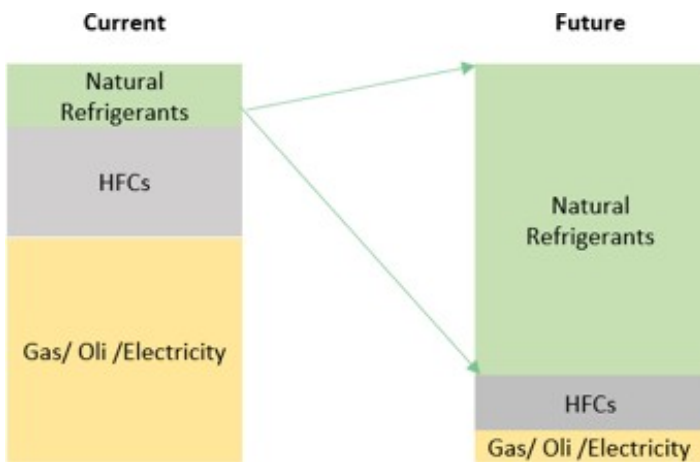 Current
Future
Natural
Refrigerants
HFCs
Gas/ Oli /Electricity
Natural
Refrigerants
HFCs
Gas/ Oli /Electricity